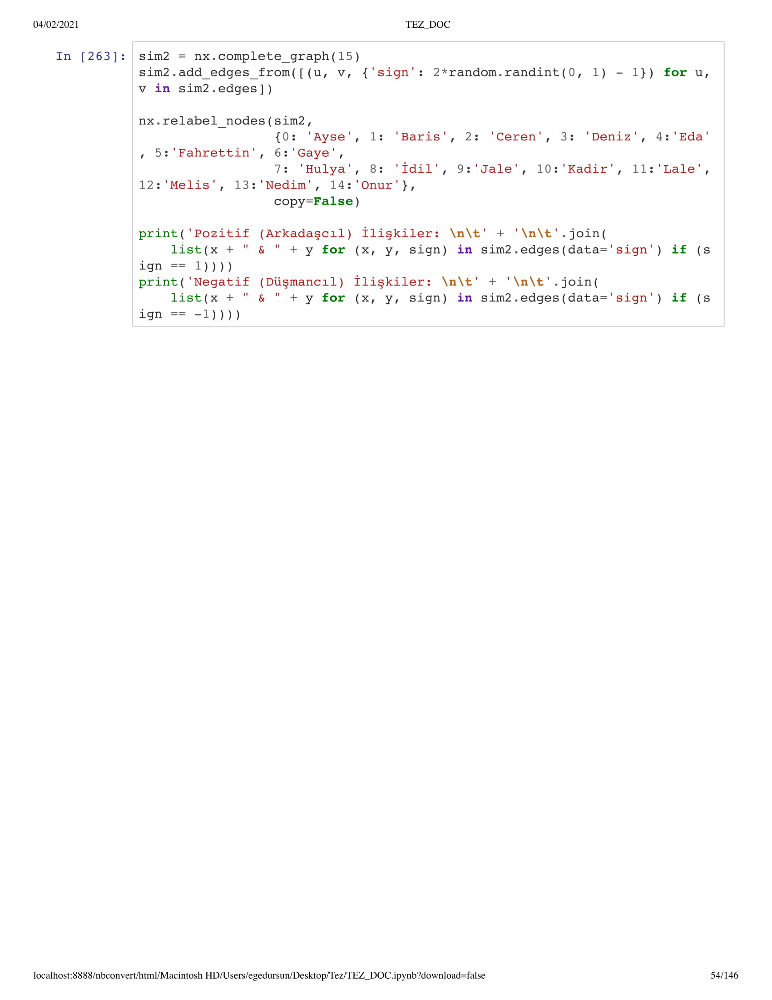 04/02/2021 TEZ_DOC
In [263]: sim2 = nx.complete_graph(15)
sim2.add_edges_from([(u, v, {'sign': 2*random.randint(0, 1) - 1}) for u,
v in sim2.edges])
nx.relabel_nodes(sim2,
                 {0: 'Ayse', 1: 'Baris', 2: 'Ceren', 3: 'Deniz', 4:'Eda'
, 5:'Fahrettin', 6:'Gaye',
                 7: 'Hulya', 8: 'İdil', 9:'Jale', 10:'Kadir', 11:'Lale',
12:'Melis', 13:'Nedim', 14:'Onur'},
                 copy=False)
print('Pozitif (Arkadaşcıl) İlişkiler: \n\t' + '\n\t'.join(
    list(x + " & " + y for (x, y, sign) in sim2.edges(data='sign') if (s
ign == 1))))
print('Negatif (Düşmancıl) İlişkiler: \n\t' + '\n\t'.join(
    list(x + " & " + y for (x, y, sign) in sim2.edges(data='sign') if (s
ign == -1))))
localhost:8888/nbconvert/html/Macintosh HD/Users/egedursun/Desktop/Tez/TEZ_DOC.ipynb?download=false 54/146